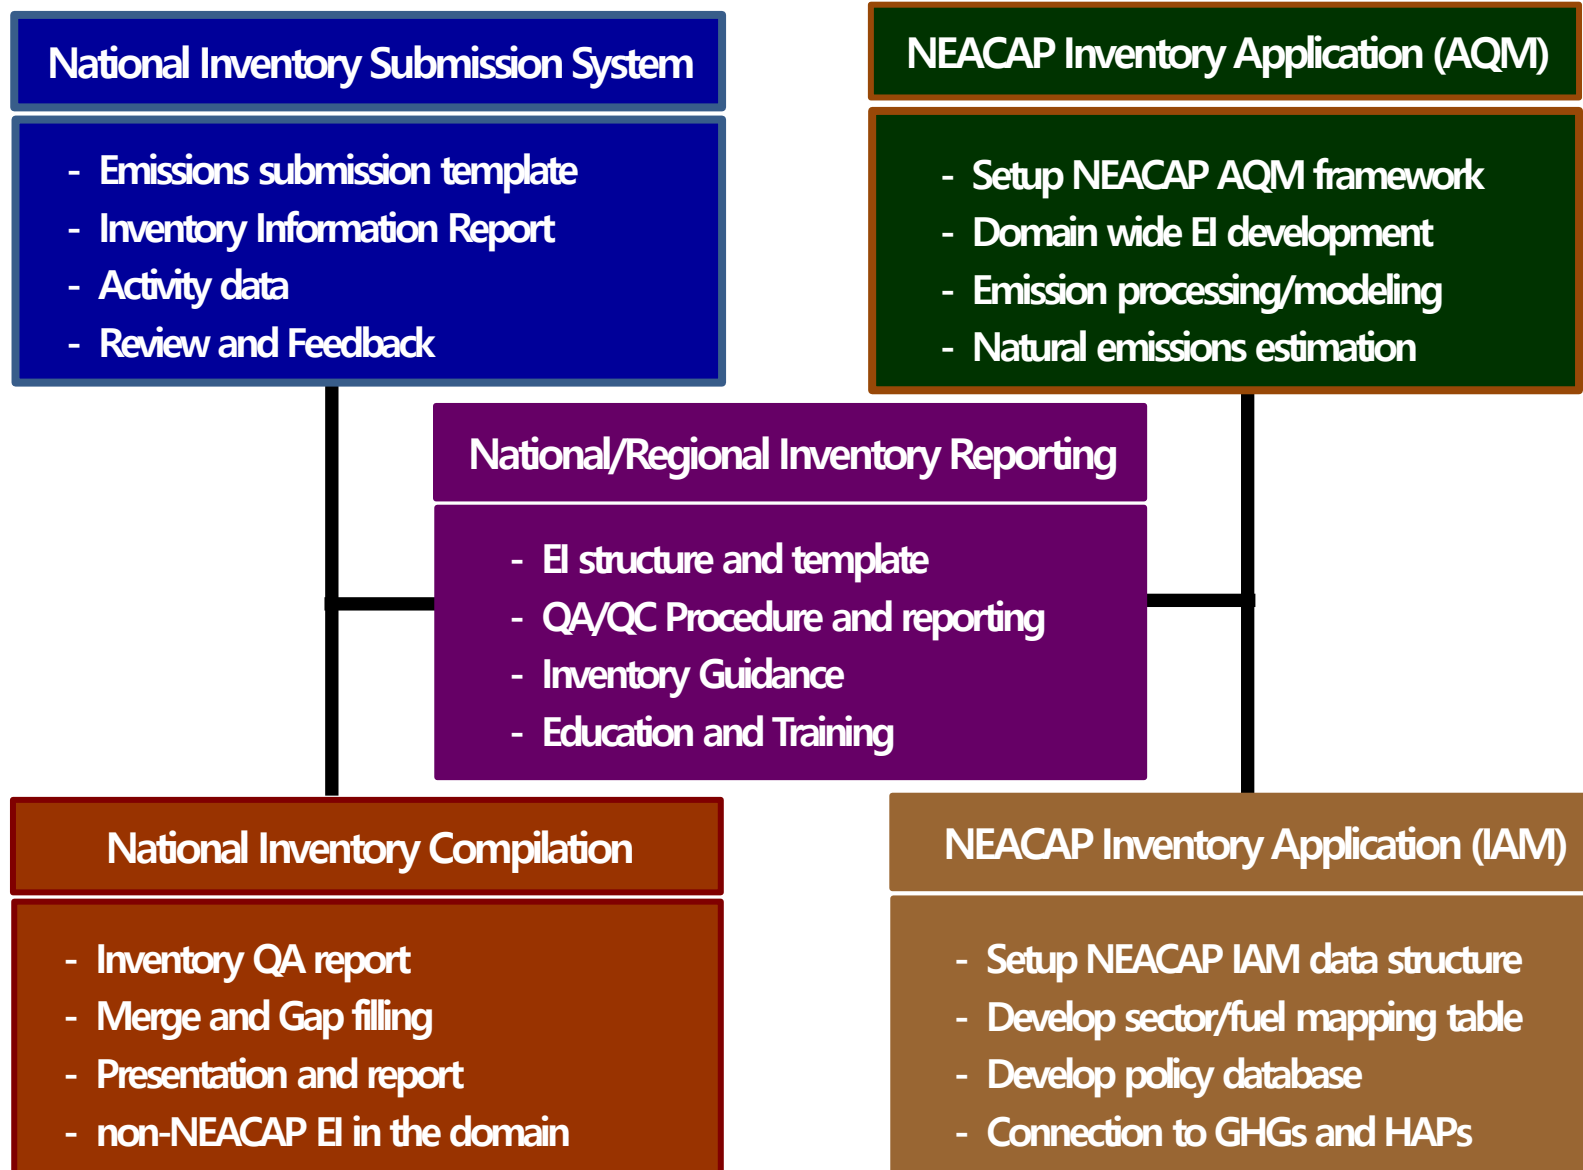 National Inventory Submission System
- Emissions submission template
- Inventory Information Report
- Activity data
- Review and Feedback
NEACAP Inventory Application (AQM)
- Setup NEACAP AQM framework
- Domain wide EI development
- Emission processing/modeling
- Natural emissions estimation
National/Regional Inventory Reporting
- EI structure and template
- QA/QC Procedure and reporting
- Inventory Guidance
- Education and Training
National Inventory Compilation
- Inventory QA report
- Merge and Gap filling
- Presentation and report
- non-NEACAP EI in the domain
NEACAP Inventory Application (IAM)
- Setup NEACAP IAM data structure
- Develop sector/fuel mapping table
- Develop policy database
- Connection to GHGs and HAPs